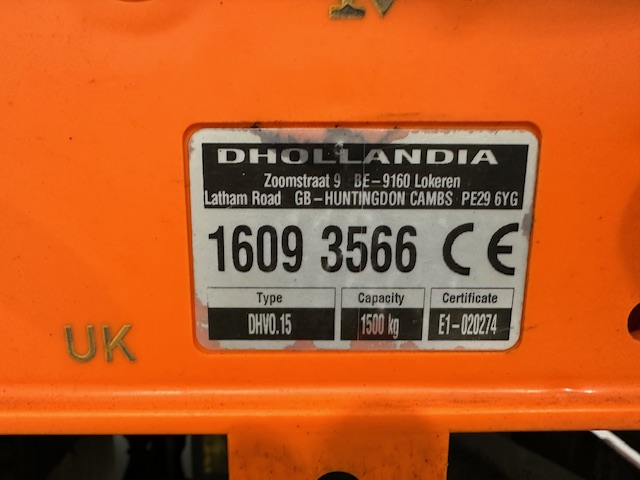 DHOLLANDIA
Zoomstraat 9 BE-9160 Lokeren
Latham Road GB-HUNTINGDON CAMBS PE29 6YG
1609 3566 CE
Type Capacity Certificate
DHV0.15 1500 kg E1-020274
UK